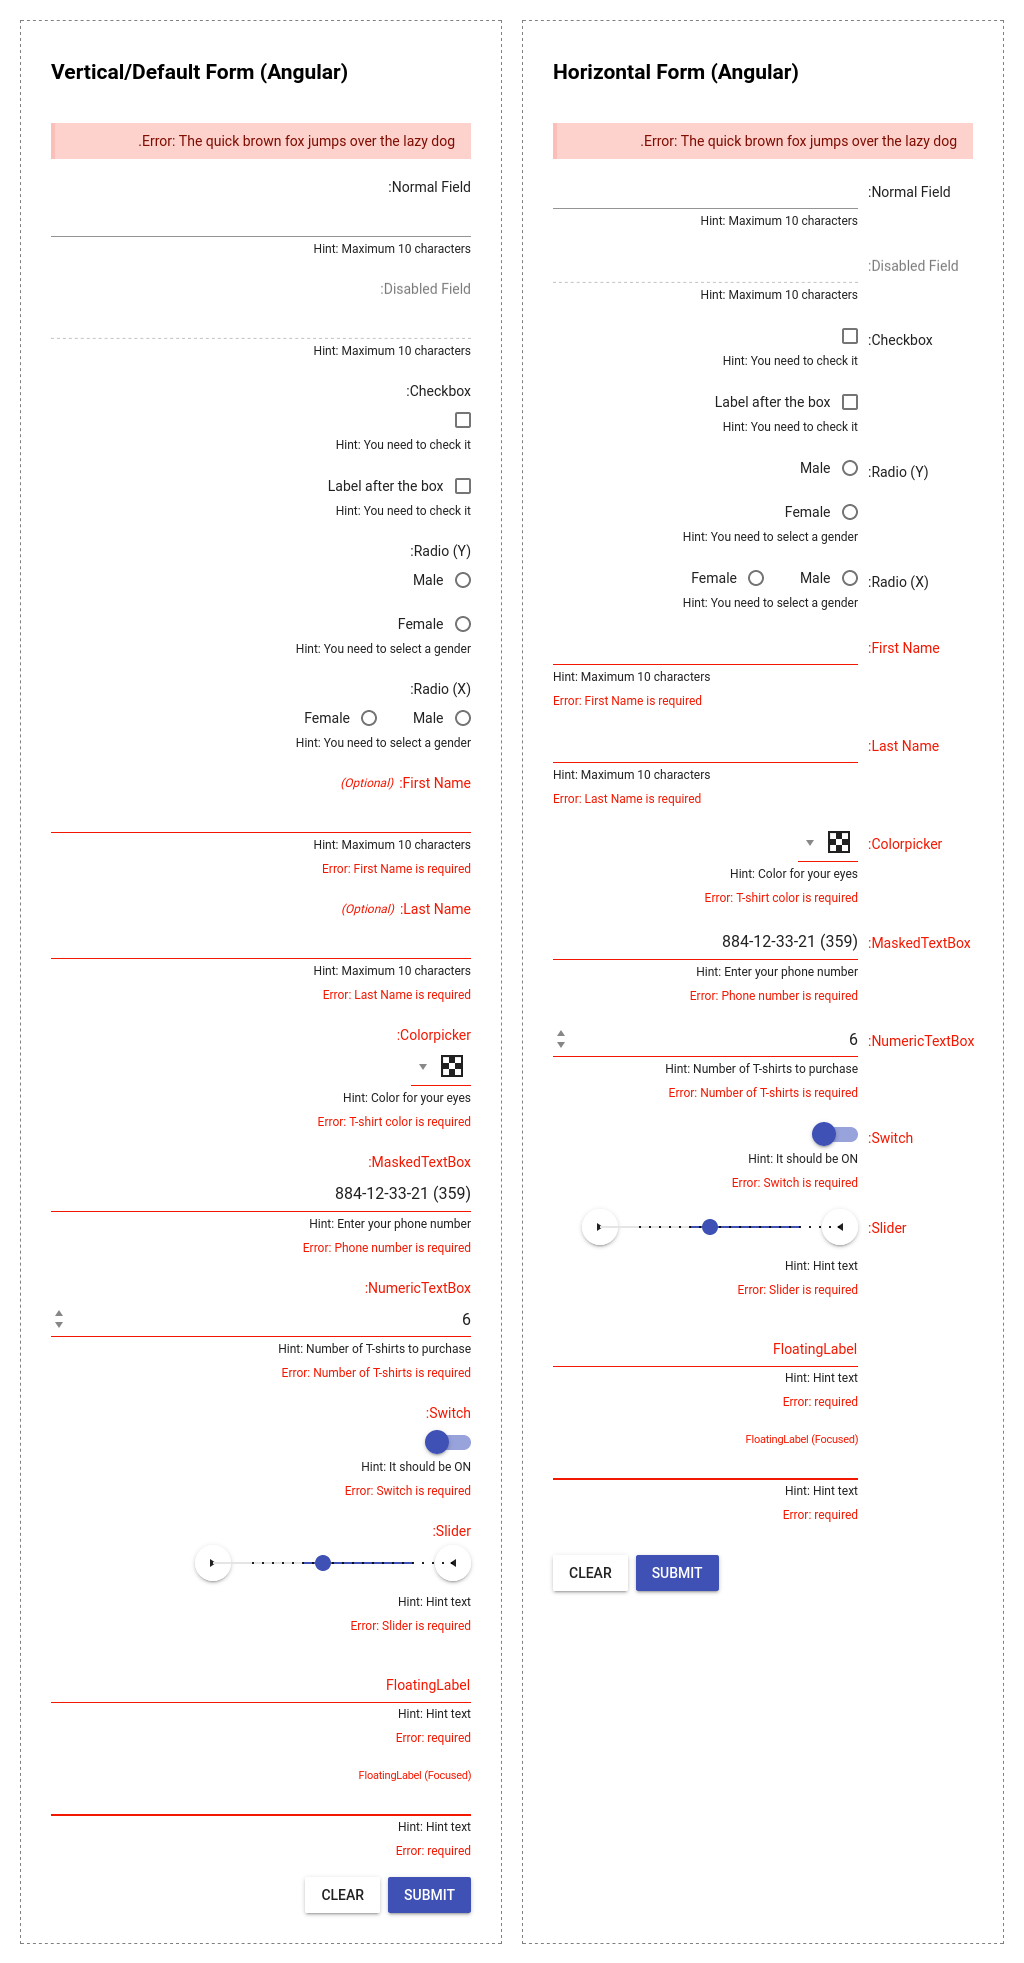 Vertical/Default Form (Angular)
.Error: The quick brown fox jumps over the lazy dog
:Normal Field
Hint: Maximum 10 characters
:Disabled Field
Hint: Maximum 10 characters
:Checkbox
Hint: You need to check it
Label after the box
Hint: You need to check it
:Radio (Y)
Male
Female
Hint: You need to select a gender
:Radio (X)
Female Male
Hint: You need to select a gender
(Optional) :First Name
Hint: Maximum 10 characters
Error: First Name is required
(Optional) :Last Name
Hint: Maximum 10 characters
Error: Last Name is required
:Colorpicker
Hint: Color for your eyes
Error: T-shirt color is required
:MaskedTextBox
884-12-33-21 (359)
Hint: Enter your phone number
Error: Phone number is required
:NumericTextBox
6
Hint: Number of T-shirts to purchase
Error: Number of T-shirts is required
:Switch
Hint: It should be ON
Error: Switch is required
:Slider
Hint: Hint text
Error: Slider is required
FloatingLabel
Hint: Hint text
Error: required
FloatingLabel (Focused)
Hint: Hint text
Error: required
CLEAR SUBMIT
Horizontal Form (Angular)
.Error: The quick brown fox jumps over the lazy dog
:Normal Field
Hint: Maximum 10 characters
:Disabled Field
Hint: Maximum 10 characters
:Checkbox
Hint: You need to check it
Label after the box
Hint: You need to check it
Male :Radio (Y)
Female
Hint: You need to select a gender
Female Male :Radio (X)
Hint: You need to select a gender
:First Name
Hint: Maximum 10 characters
Error: First Name is required
:Last Name
Hint: Maximum 10 characters
Error: Last Name is required
:Colorpicker
Hint: Color for your eyes
Error: T-shirt color is required
884-12-33-21 (359) :MaskedTextBox
Hint: Enter your phone number
Error: Phone number is required
6 :NumericTextBox
Hint: Number of T-shirts to purchase
Error: Number of T-shirts is required
:Switch
Hint: It should be ON
Error: Switch is required
:Slider
Hint: Hint text
Error: Slider is required
FloatingLabel
Hint: Hint text
Error: required
FloatingLabel (Focused)
Hint: Hint text
Error: required
CLEAR SUBMIT